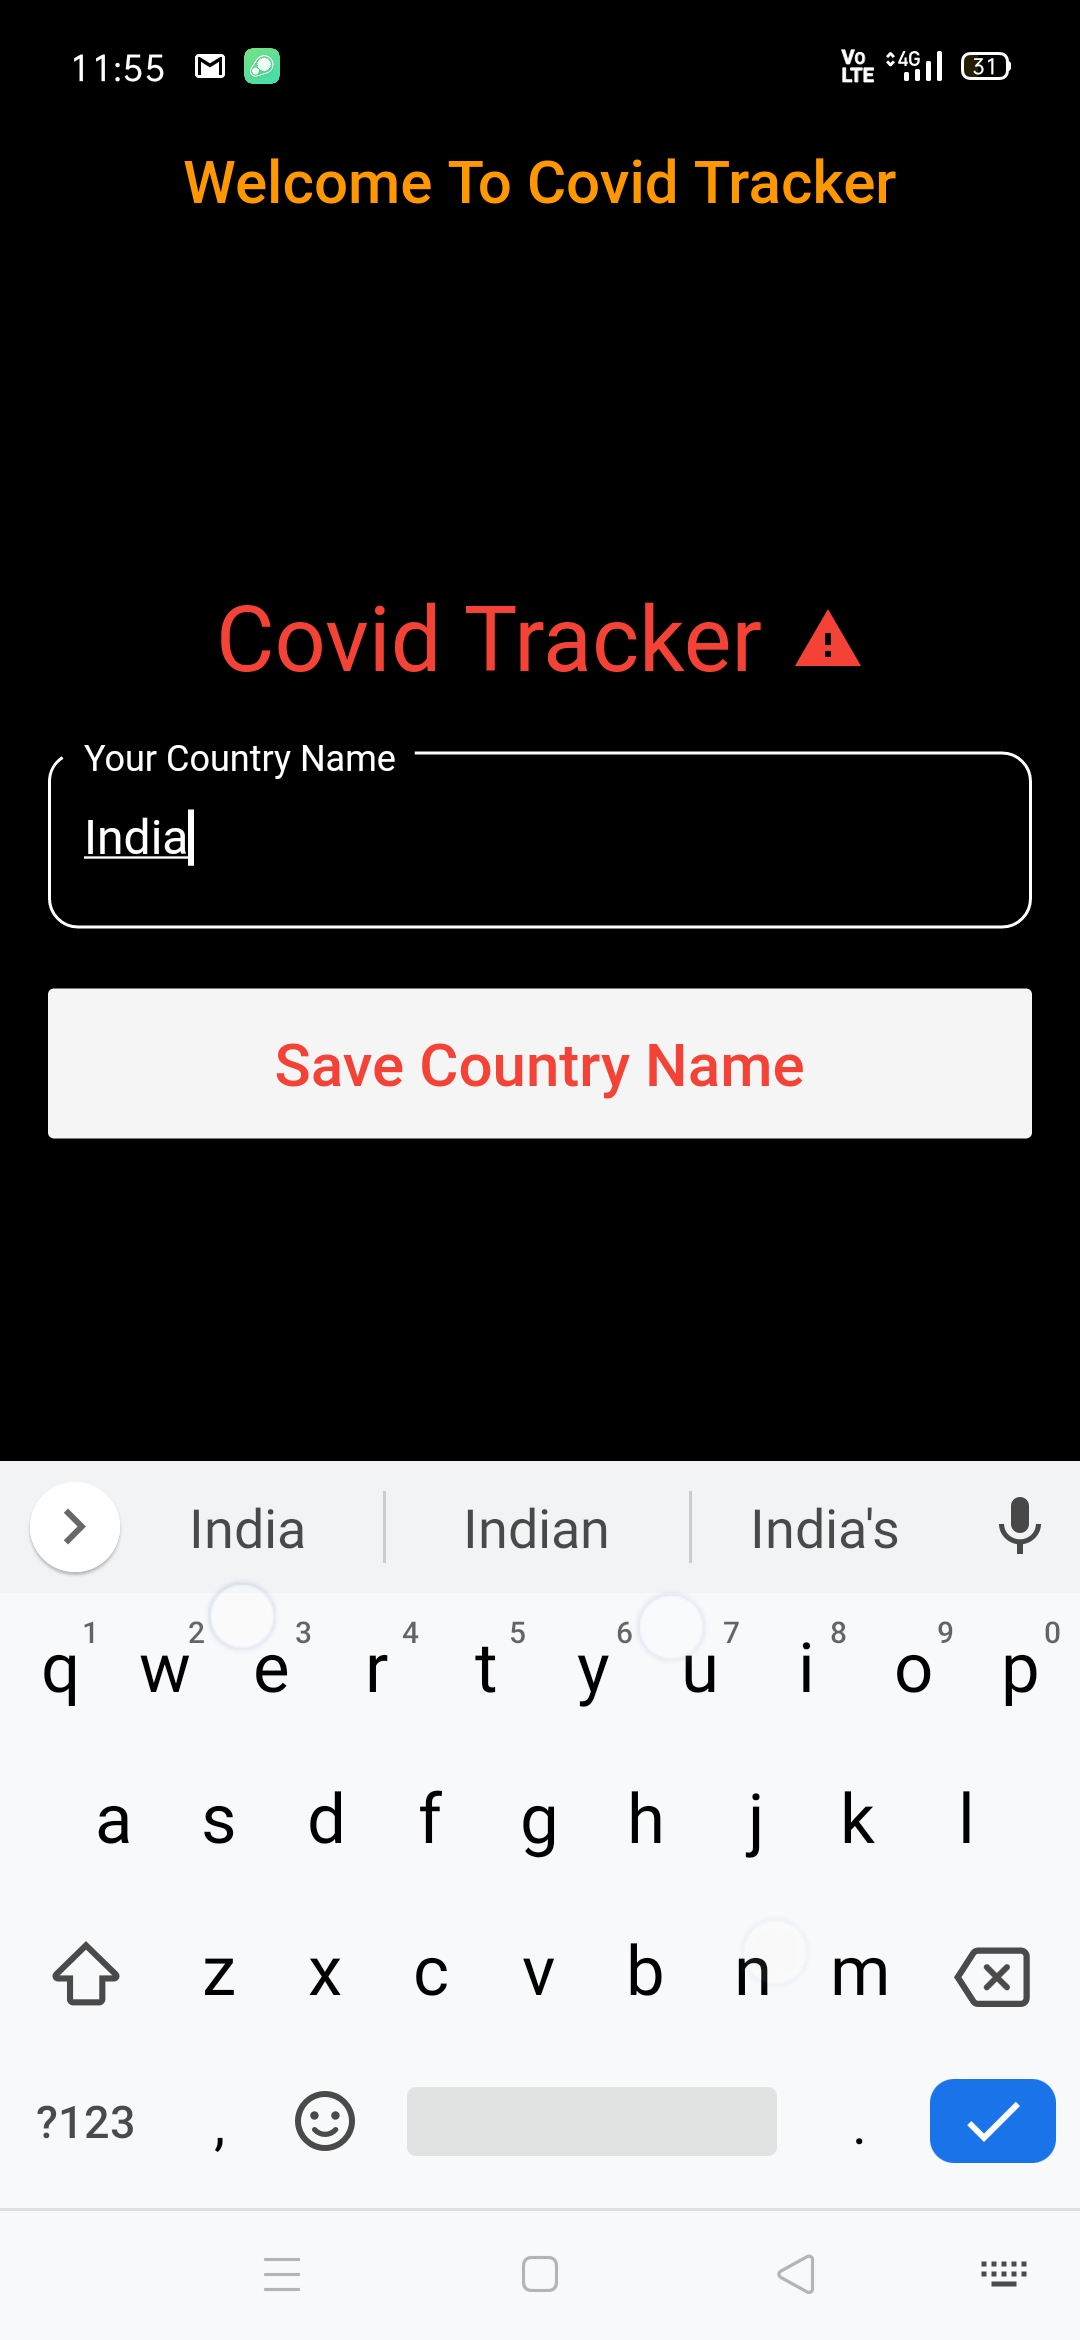 11:55 Vo LTE 4G 31
Welcome To Covid Tracker
Covid Tracker
Your Country Name
India
Save Country Name
India Indian India's
1 2 3 4 5 6 7 8 9 0
q w e r t y u i o p
a s d f g h j k l
z x c v b n m
?123 , .